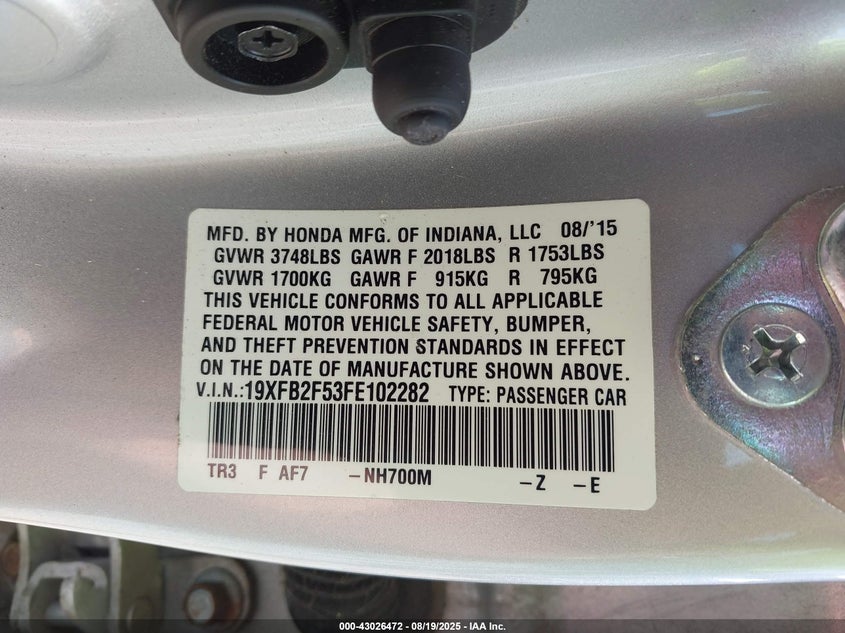 MFD. BY HONDA MFG. OF INDIANA, LLC 08/'15
GVWR 3748LBS GAWR F 2018LBS R 1753LBS
GVWR 1700KG GAWR F 915KG R 795KG
THIS VEHICLE CONFORMS TO ALL APPLICABLE
FEDERAL MOTOR VEHICLE SAFETY, BUMPER,
AND THEFT PREVENTION STANDARDS IN EFFECT
ON THE DATE OF MANUFACTURE SHOWN ABOVE.
V.I.N.:19XFB2F53FE102282 TYPE: PASSENGER CAR
TR3 F AF7 –NH700M –Z –E
000-43026472 — 08/19/2025 — IAA Inc.